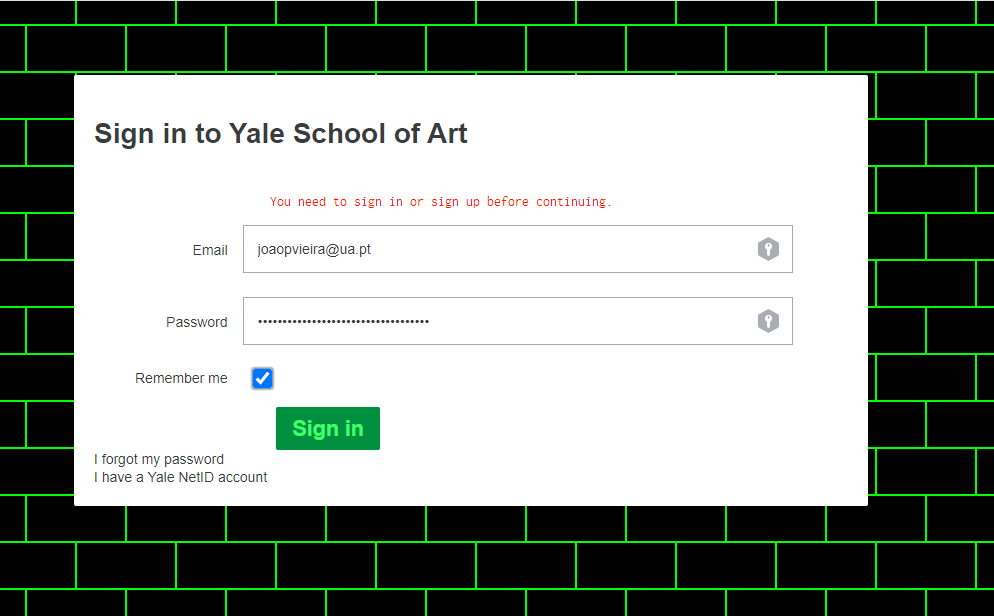 Sign in to Yale School of Art
You need to sign in or sign up before continuing.
Email joaopvieira@ua.pt
Password ••••••••••••••••••••••••••••••••••
Remember me
Sign in
I forgot my password
I have a Yale NetID account